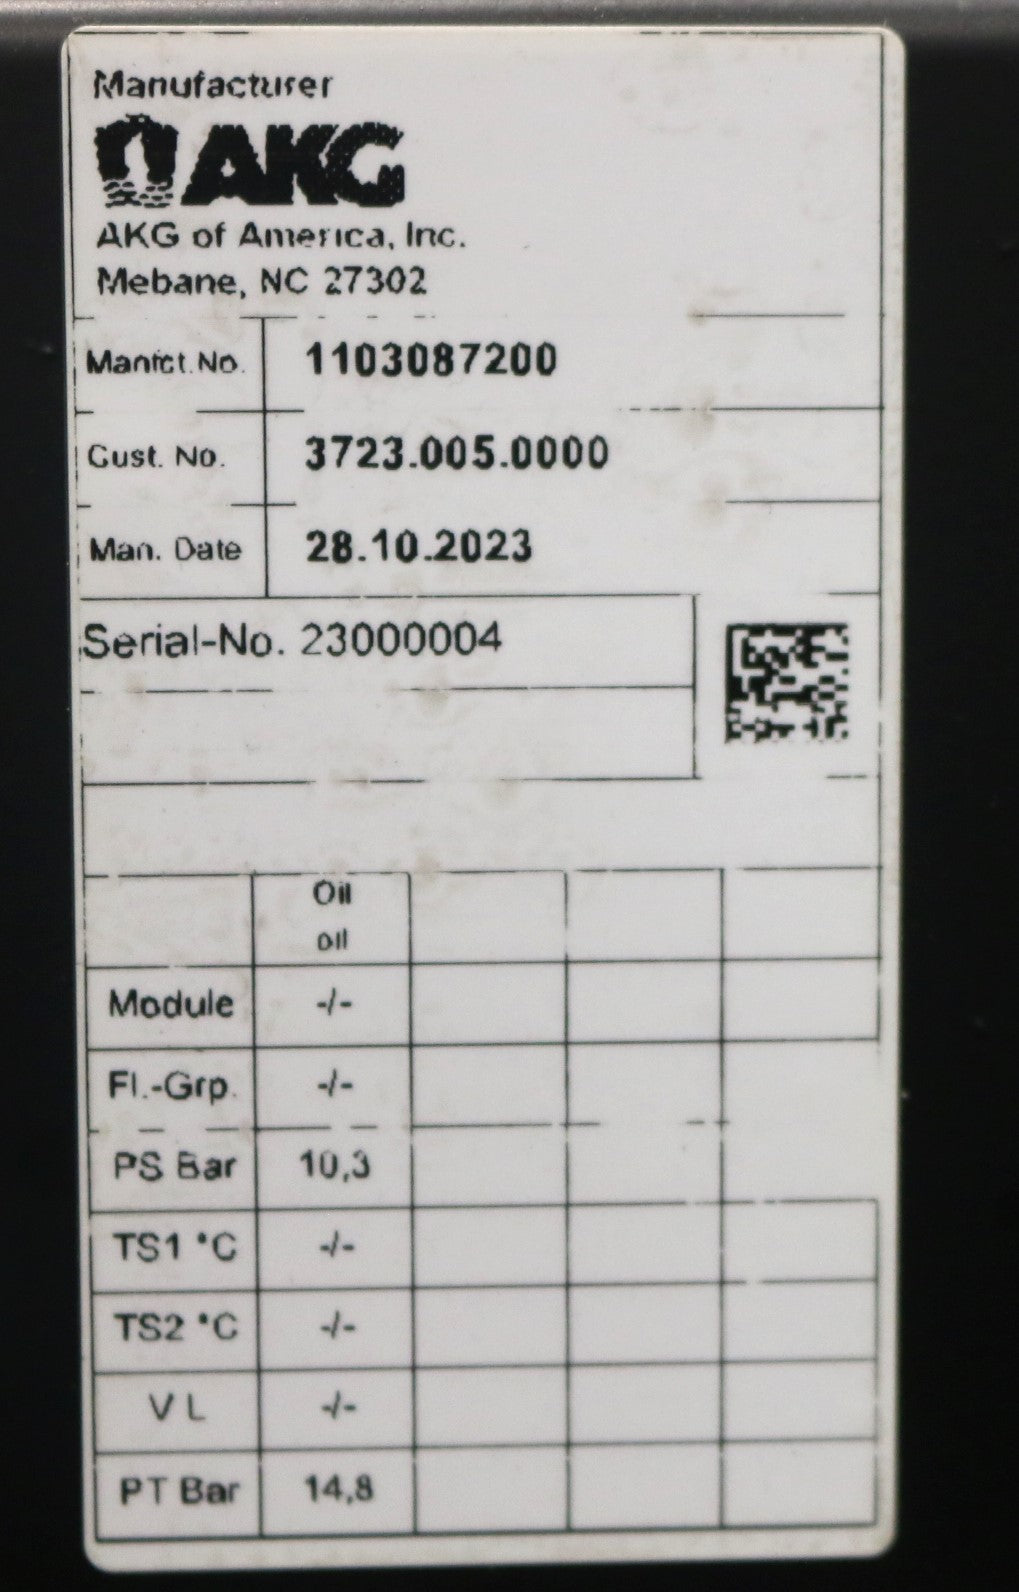 Manufacturer
AKG
AKG of America, Inc.
Mebane, NC 27302
Manfct.No. 1103087200
Cust. No. 3723.005.0000
Man. Date 28.10.2023
Serial-No. 23000004
Oil
oil
Module -/-
Fl.-Grp. -/-
PS Bar 10,3
TS1 °C -/-
TS2 °C -/-
V L -/-
PT Bar 14,8